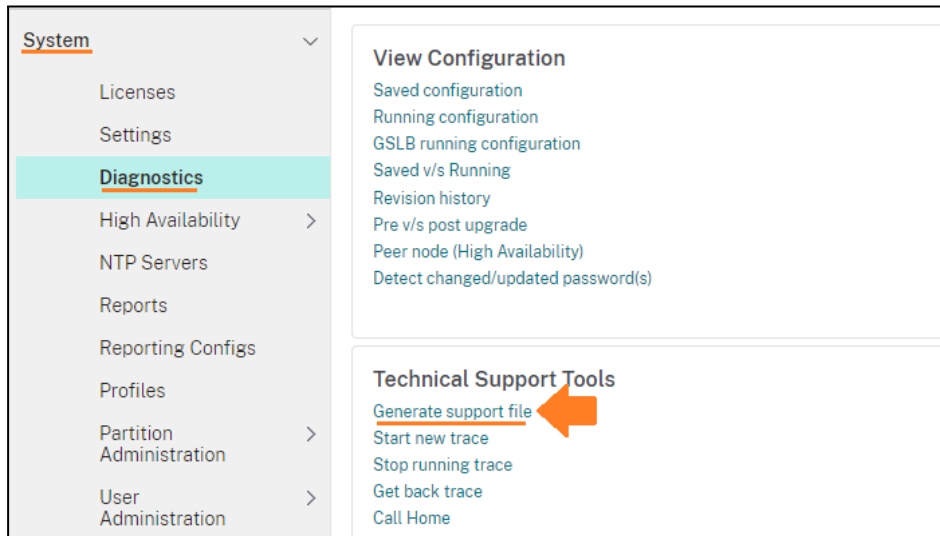 System
Licenses
Settings
Diagnostics
High Availability
NTP Servers
Reports
Reporting Configs
Profiles
Partition
Administration
User
Administration
View Configuration
Saved configuration
Running configuration
GSLB running configuration
Saved v/s Running
Revision history
Pre v/s post upgrade
Peer node (High Availability)
Detect changed/updated password(s)
Technical Support Tools
Generate support file
Start new trace
Stop running trace
Get back trace
Call Home